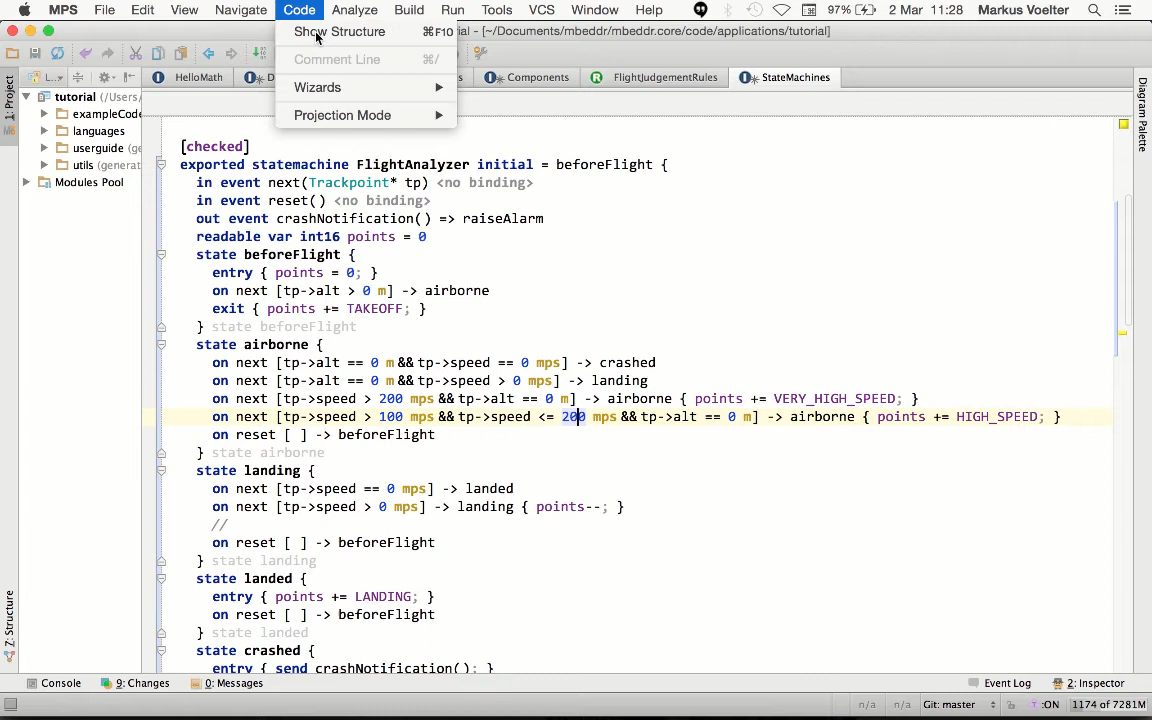 MPS File Edit View Navigate Code Analyze Build Run Tools VCS Window Help 97% 2 Mar 11:28 Markus Voelter
Show Structure ⌘F10
Comment Line ⌘/
Wizards
Projection Mode
ial - [~/Documents/mbeddr/mbeddr.core/code/applications/tutorial]
L... HelloMath Components FlightJudgementRules StateMachines
1: Project
Z: Structure
Diagram Palette
tutorial (/Users/
exampleCode
languages
userguide (ge
utils (generat
Modules Pool
[checked]
exported statemachine FlightAnalyzer initial = beforeFlight {
in event next(Trackpoint* tp) <no binding>
in event reset() <no binding>
out event crashNotification() => raiseAlarm
readable var int16 points = 0
state beforeFlight {
entry { points = 0; }
on next [tp->alt > 0 m] -> airborne
exit { points += TAKEOFF; }
} state beforeFlight
state airborne {
on next [tp->alt == 0 m && tp->speed == 0 mps] -> crashed
on next [tp->alt == 0 m && tp->speed > 0 mps] -> landing
on next [tp->speed > 200 mps && tp->alt == 0 m] -> airborne { points += VERY_HIGH_SPEED; }
on next [tp->speed > 100 mps && tp->speed <= 200 mps && tp->alt == 0 m] -> airborne { points += HIGH_SPEED; }
on reset [ ] -> beforeFlight
} state airborne
state landing {
on next [tp->speed == 0 mps] -> landed
on next [tp->speed > 0 mps] -> landing { points--; }
//
on reset [ ] -> beforeFlight
} state landing
state landed {
entry { points += LANDING; }
on reset [ ] -> beforeFlight
} state landed
state crashed {
entry { send crashNotification(); }
Console 9: Changes 0: Messages Event Log 2: Inspector
n/a n/a Git: master T :ON 1174 of 7281M